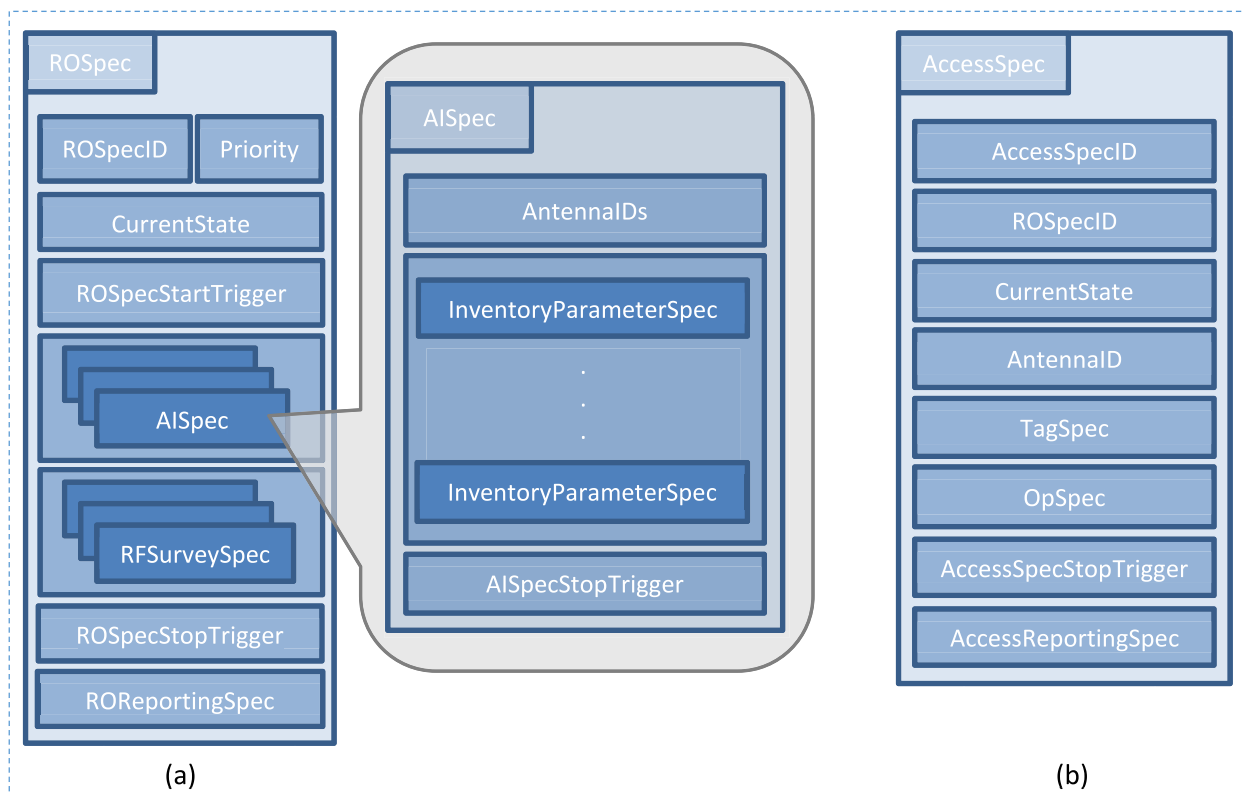 ROSpec
ROSpecID
Priority
CurrentState
ROSpecStartTrigger
AISpec
RFSurveySpec
ROSpecStopTrigger
ROReportingSpec
(a)
AISpec
AntennaIDs
InventoryParameterSpec
.
.
.
InventoryParameterSpec
AISpecStopTrigger
AccessSpec
AccessSpecID
ROSpecID
CurrentState
AntennaID
TagSpec
OpSpec
AccessSpecStopTrigger
AccessReportingSpec
(b)